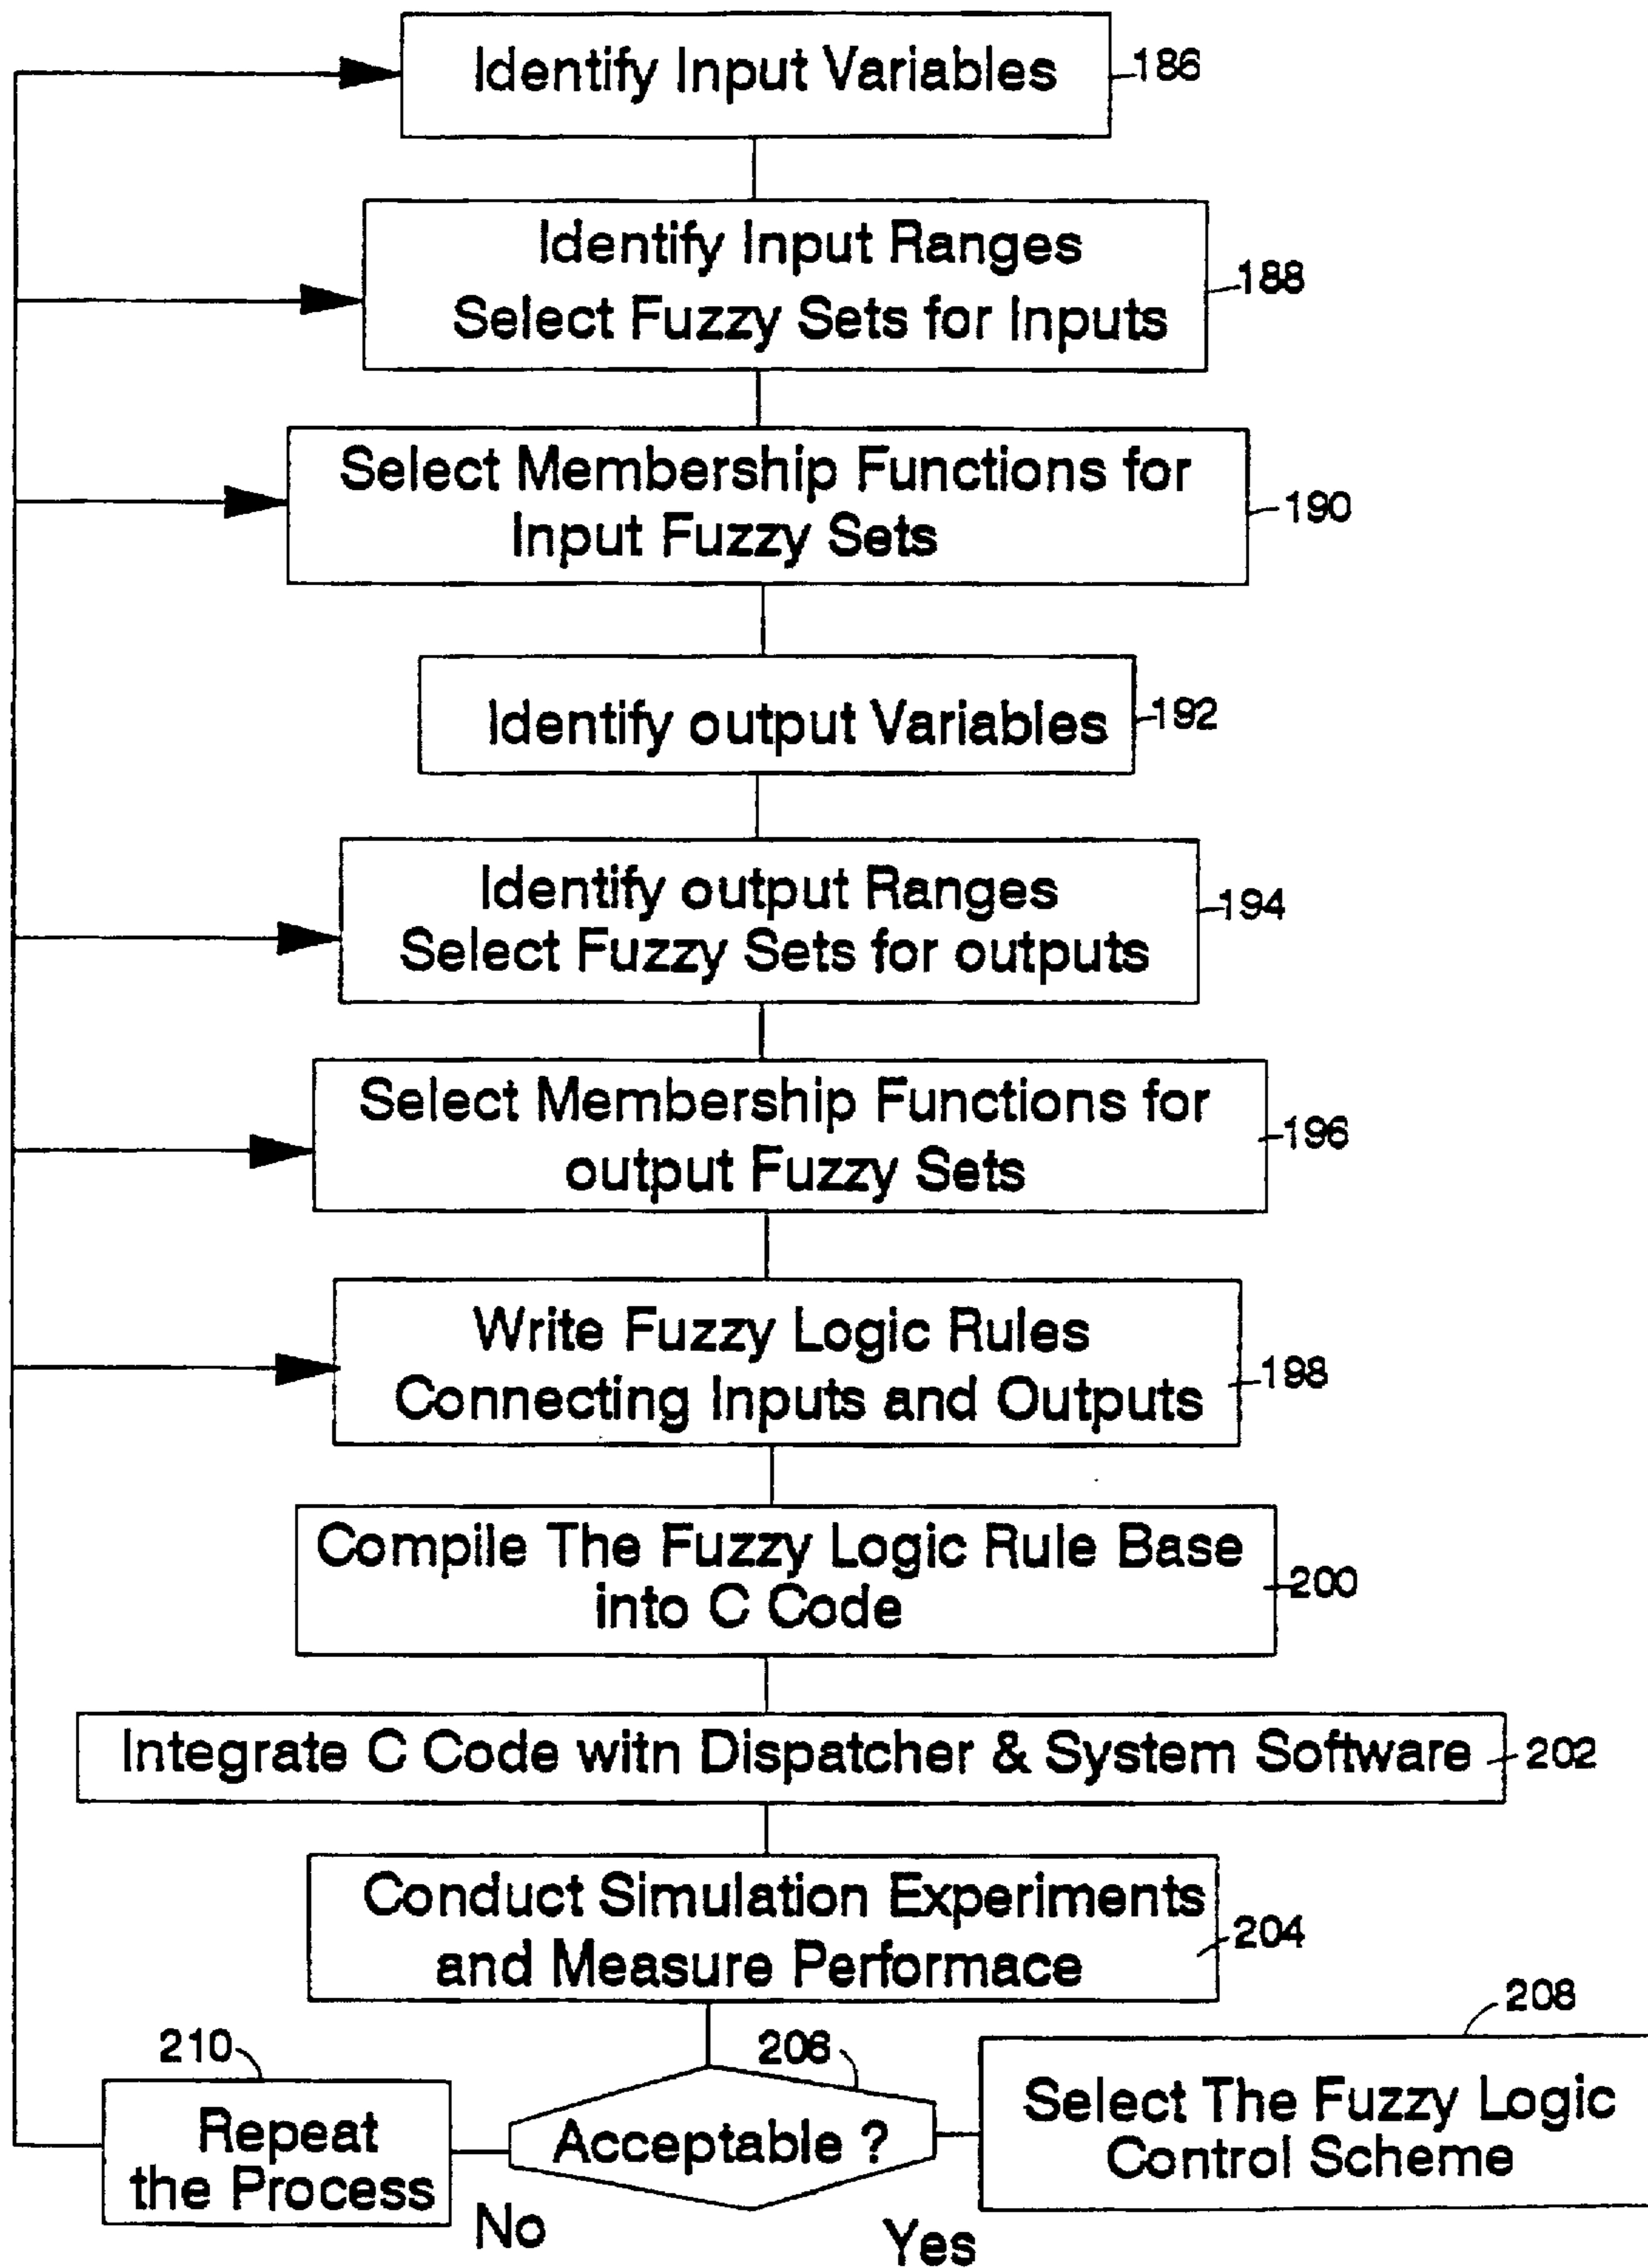 Identify Input Variables
186
Identify Input Ranges
Select Fuzzy Sets for Inputs
188
Select Membership Functions for
Input Fuzzy Sets
190
Identify output Variables
192
Identify output Ranges
Select Fuzzy Sets for outputs
194
Select Membership Functions for
output Fuzzy Sets
196
Write Fuzzy Logic Rules
Connecting Inputs and Outputs
198
Compile The Fuzzy Logic Rule Base
into C Code
200
Integrate C Code witn Dispatcher & System Software
202
Conduct Simulation Experiments
and Measure Performace
204
210
Repeat
the Process
No
206
Acceptable ?
Yes
208
Select The Fuzzy Logic
Control Scheme